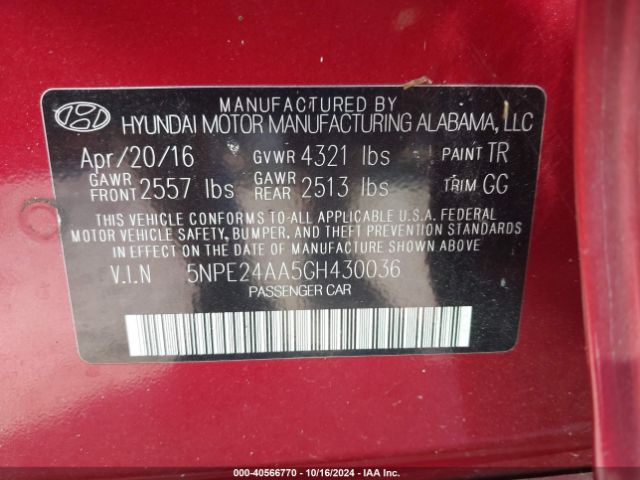 MANUFACTURED BY
HYUNDAI MOTOR MANUFACTURING ALABAMA, LLC
Apr/20/16 GVWR 4321 lbs PAINT TR
GAWR FRONT 2557 lbs GAWR REAR 2513 lbs TRIM GG
THIS VEHICLE CONFORMS TO ALL APPLICABLE U.S.A. FEDERAL
MOTOR VEHICLE SAFETY, BUMPER, AND THEFT PREVENTION STANDARDS
IN EFFECT ON THE DATE OF MANUFACTURE SHOWN ABOVE.
V.I.N 5NPE24AA5GH430036
PASSENGER CAR
000-40566770 - 10/16/2024 - IAA Inc.